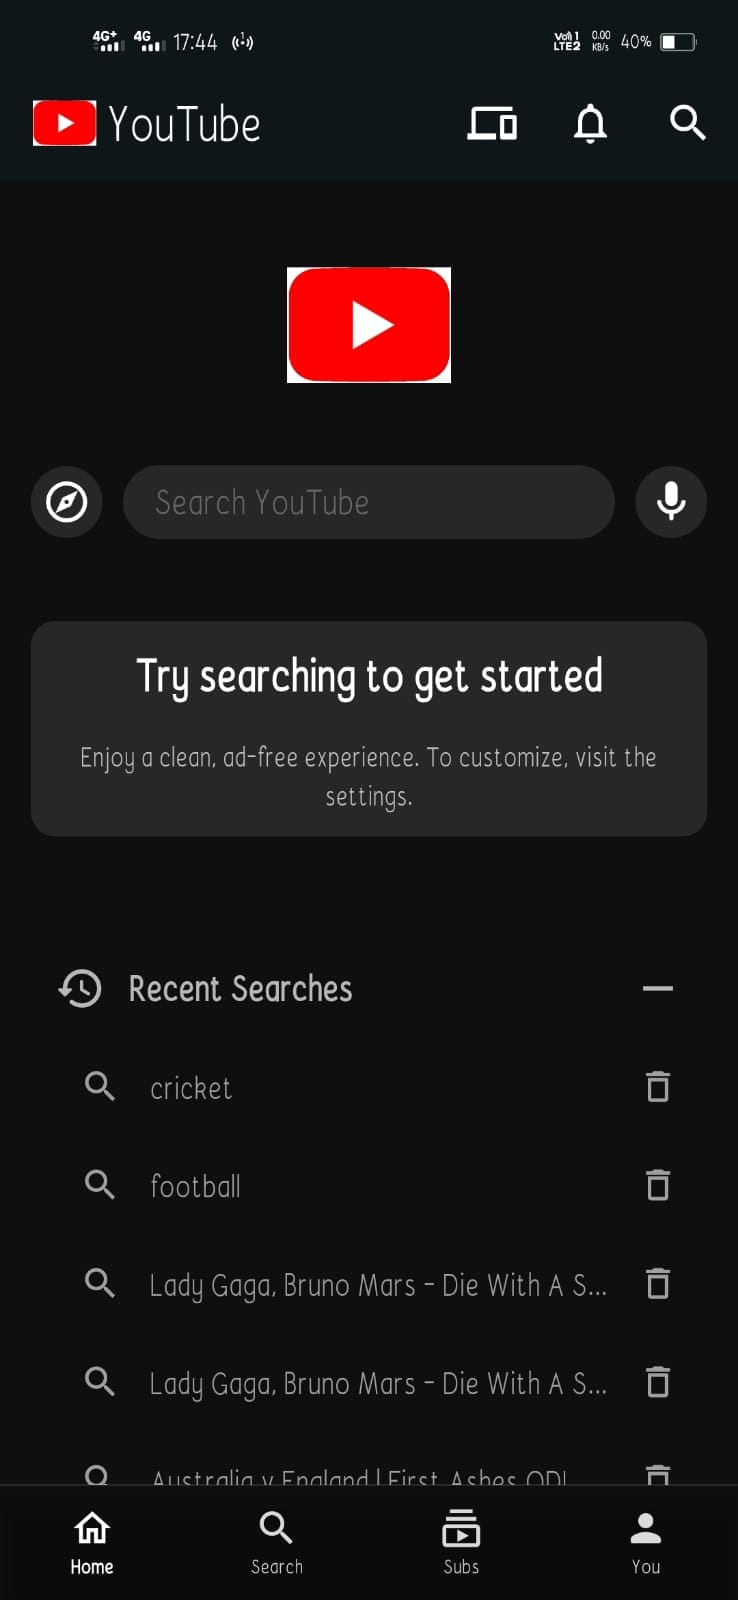 4G+ 4G 17:44 Vo) 1 LTE2 0.00 KB/s 40%
YouTube
Search YouTube
Try searching to get started
Enjoy a clean, ad-free experience. To customize, visit the
settings.
Recent Searches
cricket
football
Lady Gaga, Bruno Mars - Die With A S...
Lady Gaga, Bruno Mars - Die With A S...
Australia v England | First Ashes ODI
Home Search Subs You